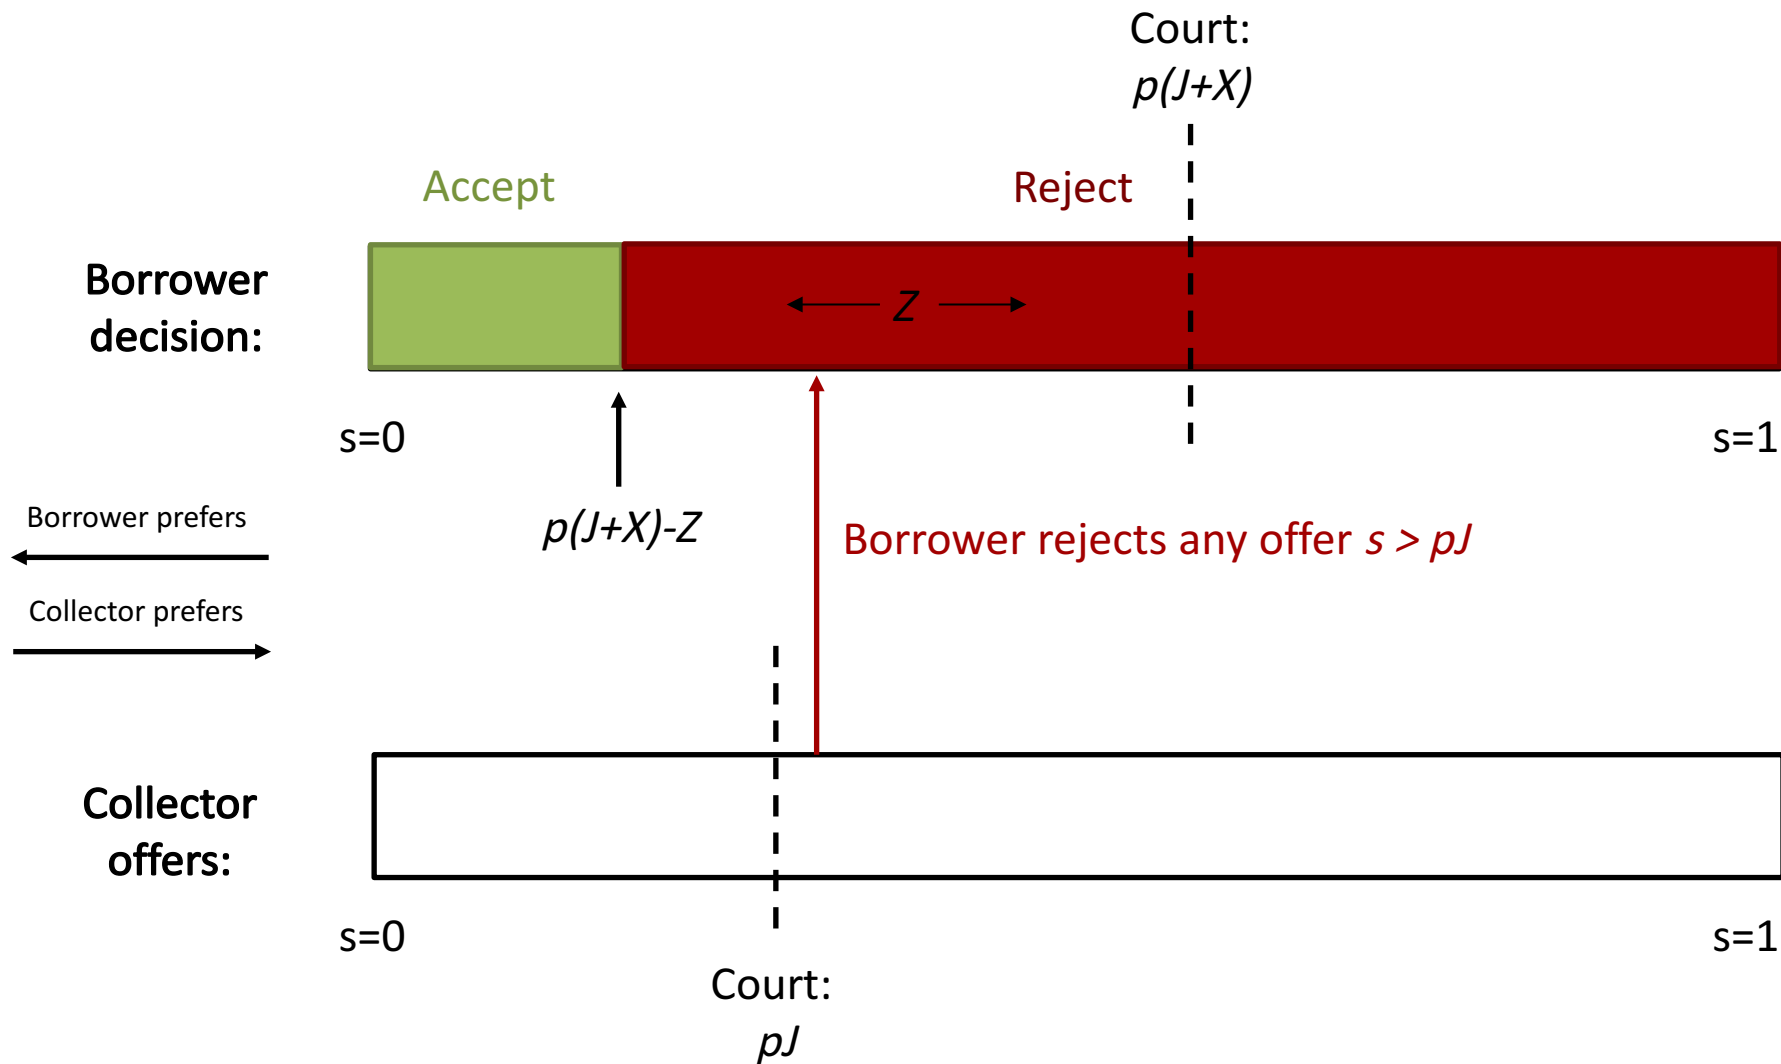 Court:
p(J+X)
Accept
Reject
Borrower
decision:
Z
s=0
s=1
p(J+X)-Z
Borrower prefers
Collector prefers
Borrower rejects any offer s > pJ
Collector
offers:
s=0
s=1
Court:
pJ